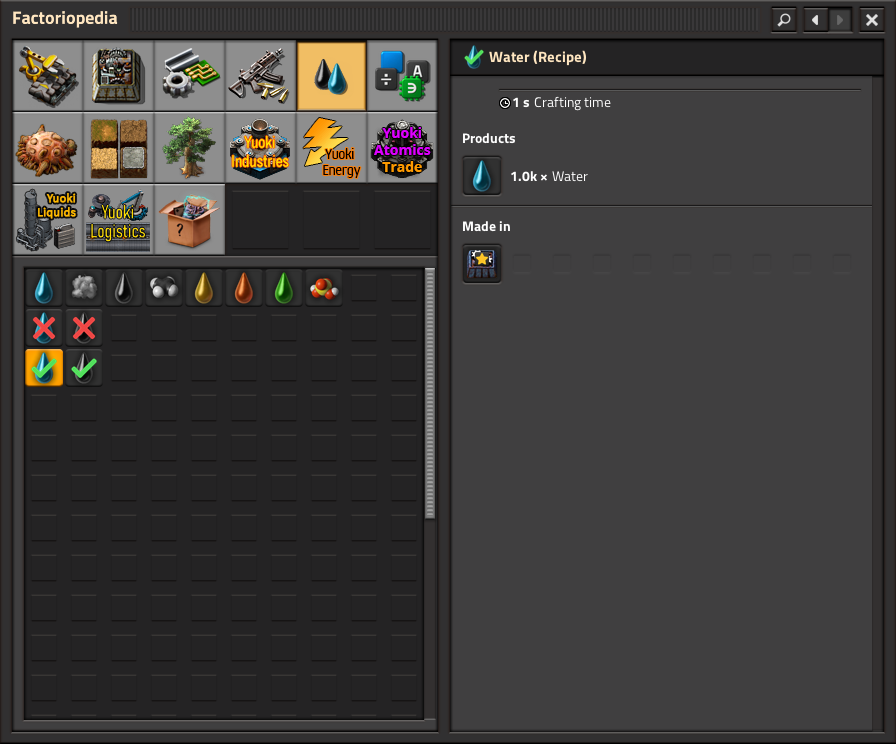 Factoriopedia
A
Yuoki
Industries
Yuoki
Energy
Yuoki
Atomics
Trade
Yuoki
Liquids
Yuoki
Logistics
?
Water (Recipe)
1 s Crafting time
Products
1.0k × Water
Made in